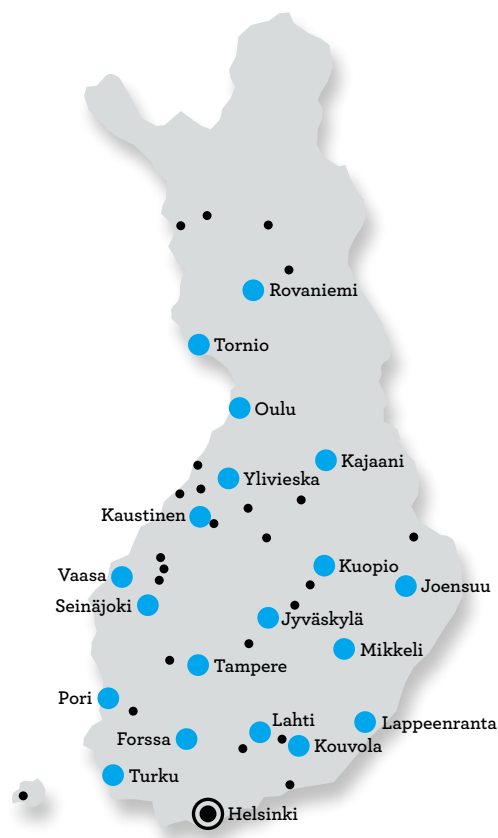 Rovaniemi
Tornio
Oulu
Kajaani
Ylivieska
Kaustinen
Kuopio
Vaasa
Joensuu
Seinäjoki
Jyväskylä
Mikkeli
Tampere
Pori
Lahti
Lappeenranta
Forssa
Kouvola
Turku
Helsinki